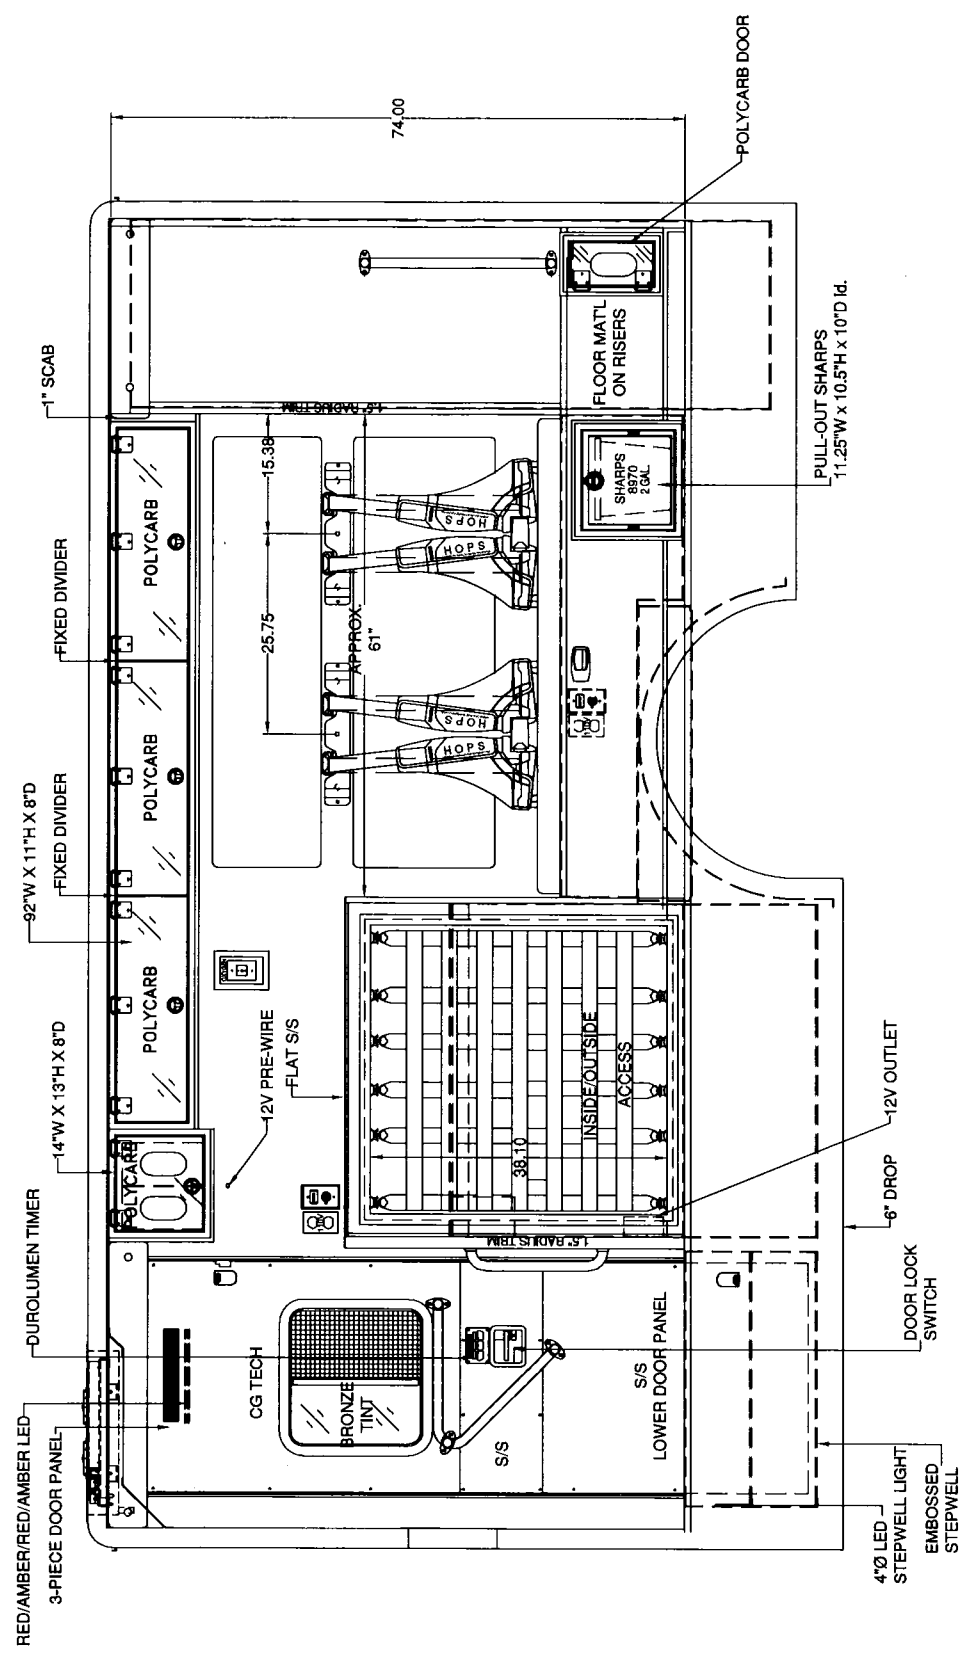 RED/AMBER/RED/AMBER LED
3-PIECE DOOR PANEL
DUROLUMEN TIMER
14"W X 13"H X 8"D
92"W X 11"H X 8"D
FIXED DIVIDER
FIXED DIVIDER
1" SCAB
POLYCARB
POLYCARB
POLYCARB
POLYCARB
12V PRE-WIRE
FLAT S/S
CG TECH
BRONZE
TINT
S/S
S/S
LOWER DOOR PANEL
1.5" RADIUS TRIM
38.10
INSIDE/OUTSIDE
ACCESS
APPROX.
61"
25.75
15.38
HOPS
HOPS
HOPS
HOPS
1.5" RADIUS TRIM
74.00
SHARPS
8970
2 GAL
FLOOR MAT'L
ON RISERS
POLYCARB DOOR
PULL-OUT SHARPS
11.25"W x 10.5"H x 10"D Id.
12V OUTLET
6" DROP
DOOR LOCK
SWITCH
4"Ø LED
STEPWELL LIGHT
EMBOSSED
STEPWELL